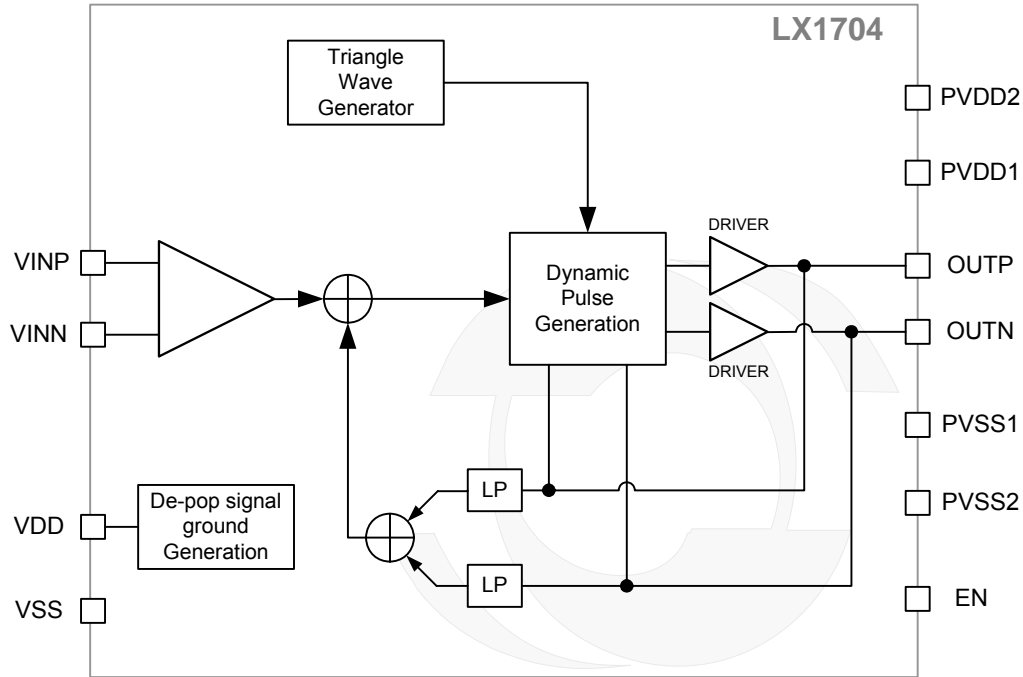 LX1704
Triangle
Wave
Generator
PVDD2
PVDD1
DRIVER
VINP
Dynamic
Pulse
Generation
OUTP
VINN
OUTN
DRIVER
PVSS1
LP
De-pop signal
ground
Generation
VDD
PVSS2
LP
VSS
EN